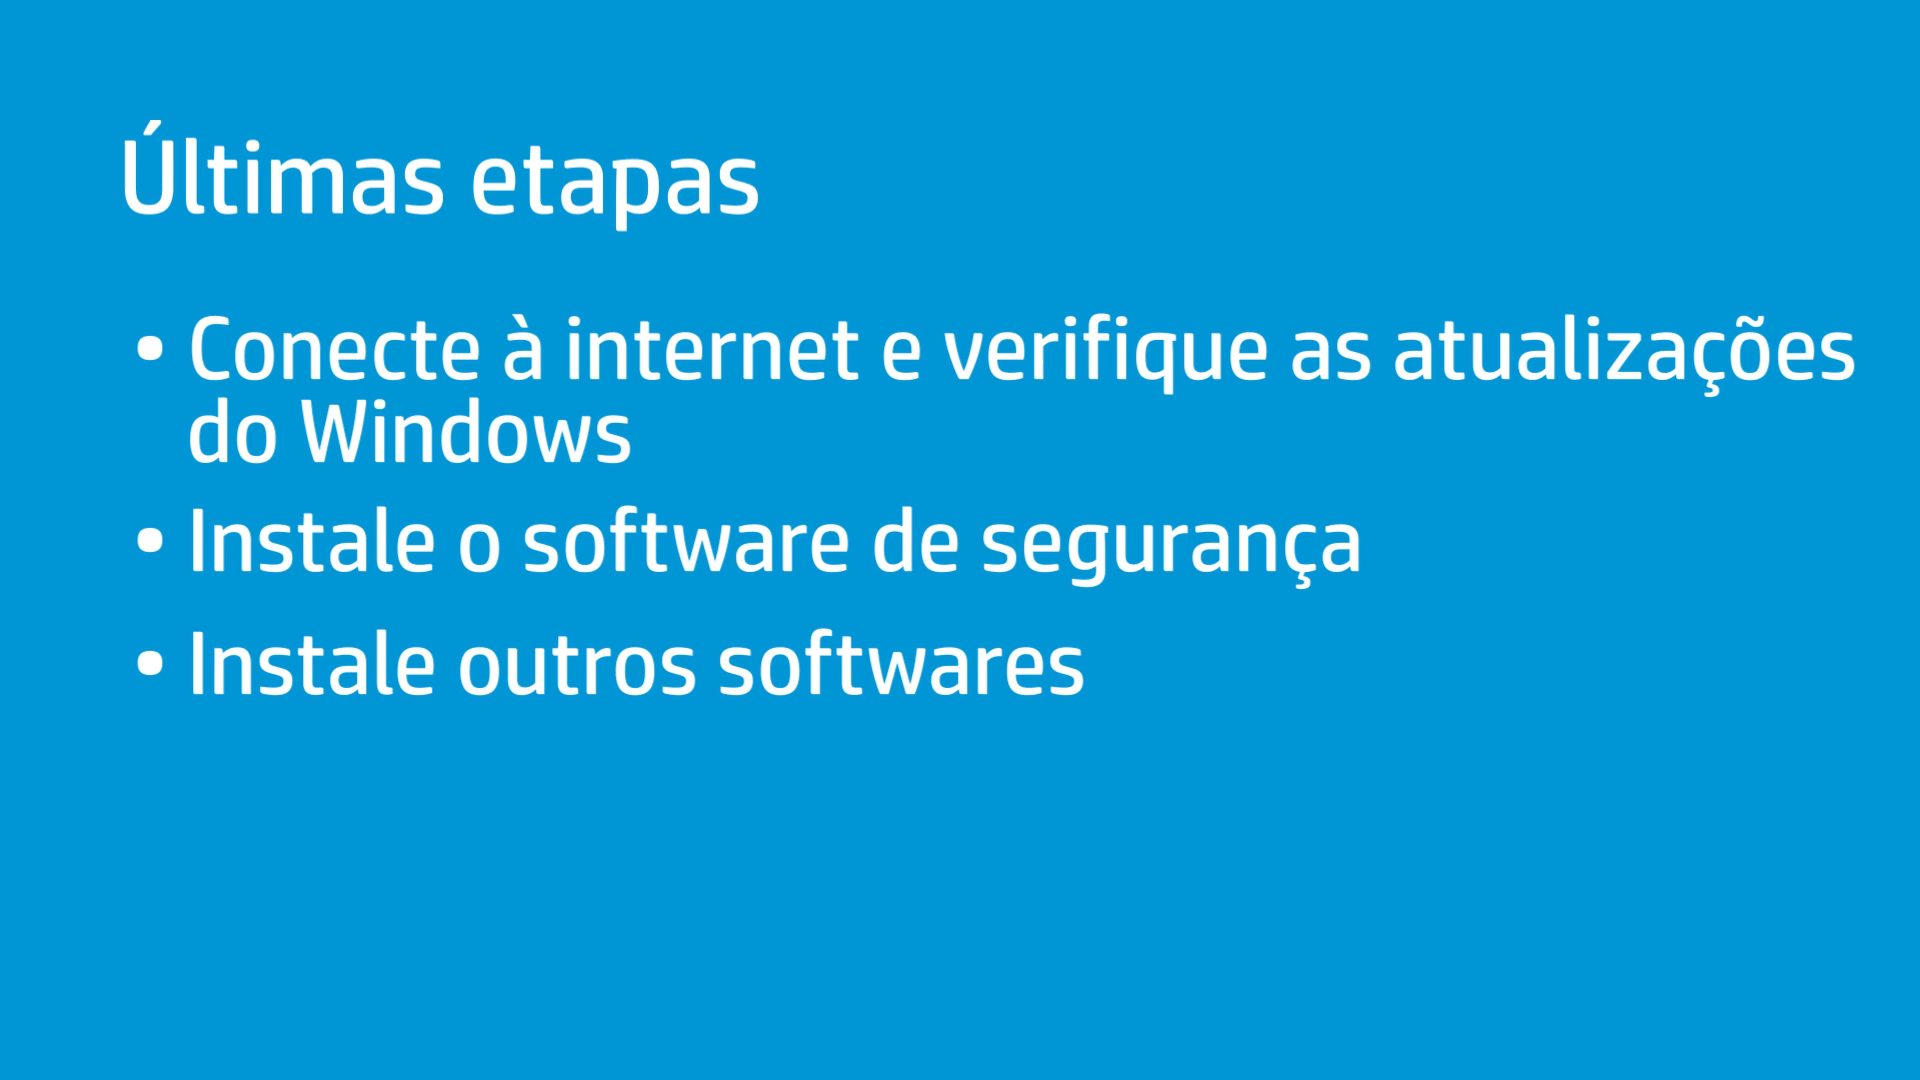 Últimas etapas
• Conecte à internet e verifique as atualizações
do Windows
• Instale o software de segurança
• Instale outros softwares